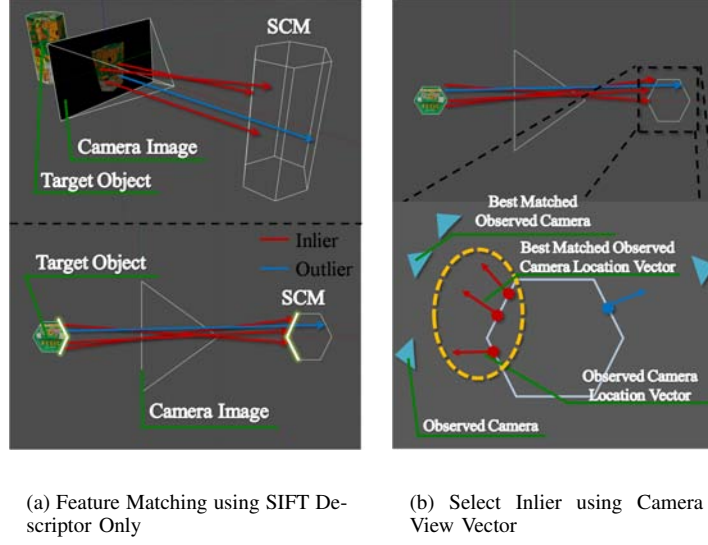 SCM
Camera Image
Target Object
Inlier
Outlier
Target Object
SCM
Camera Image
Best Matched
Observed Camera
Best Matched Observed
Camera Location Vector
Observed Camera
Location Vector
Observed Camera
(a) Feature Matching using SIFT De-
scriptor Only
(b) Select Inlier using Camera
View Vector